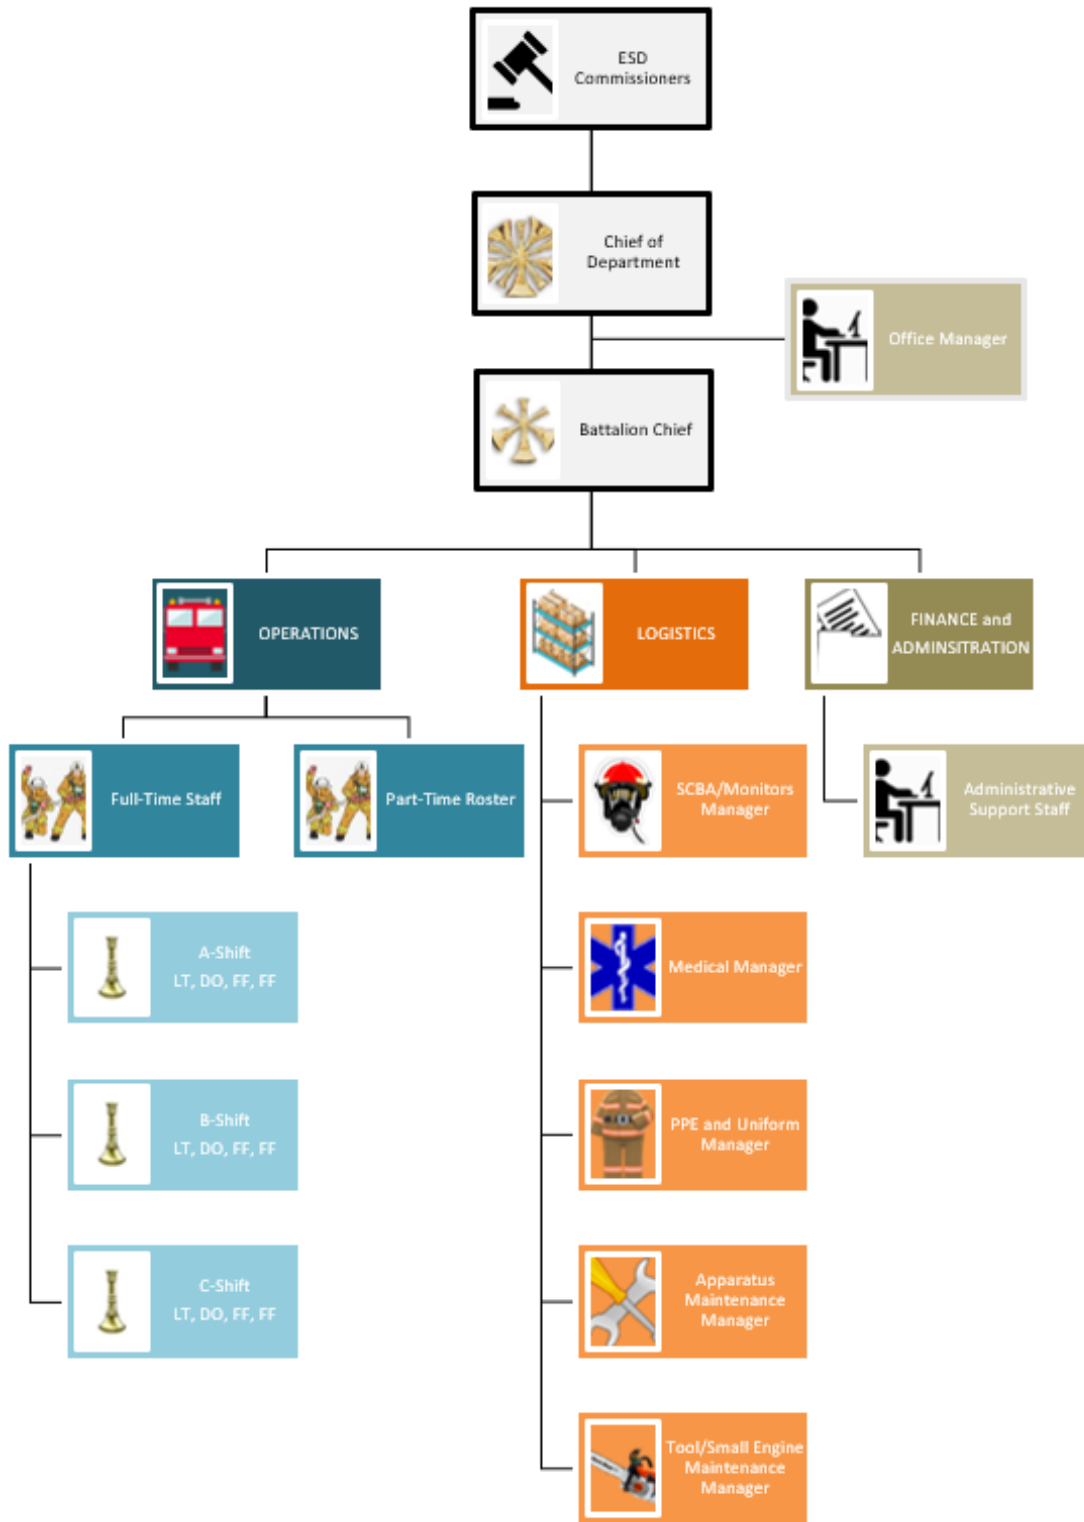 ESD
Commissioners
Chief of
Department
Office Manager
Battalion Chief
OPERATIONS
LOGISTICS
FINANCE and
ADMINSITRATION
Full-Time Staff
Part-Time Roster
SCBA/Monitors
Manager
Administrative
Support Staff
A-Shift
LT, DO, FF, FF
Medical Manager
B-Shift
LT, DO, FF, FF
PPE and Uniform
Manager
C-Shift
LT, DO, FF, FF
Apparatus
Maintenance
Manager
Tool/Small Engine
Maintenance
Manager